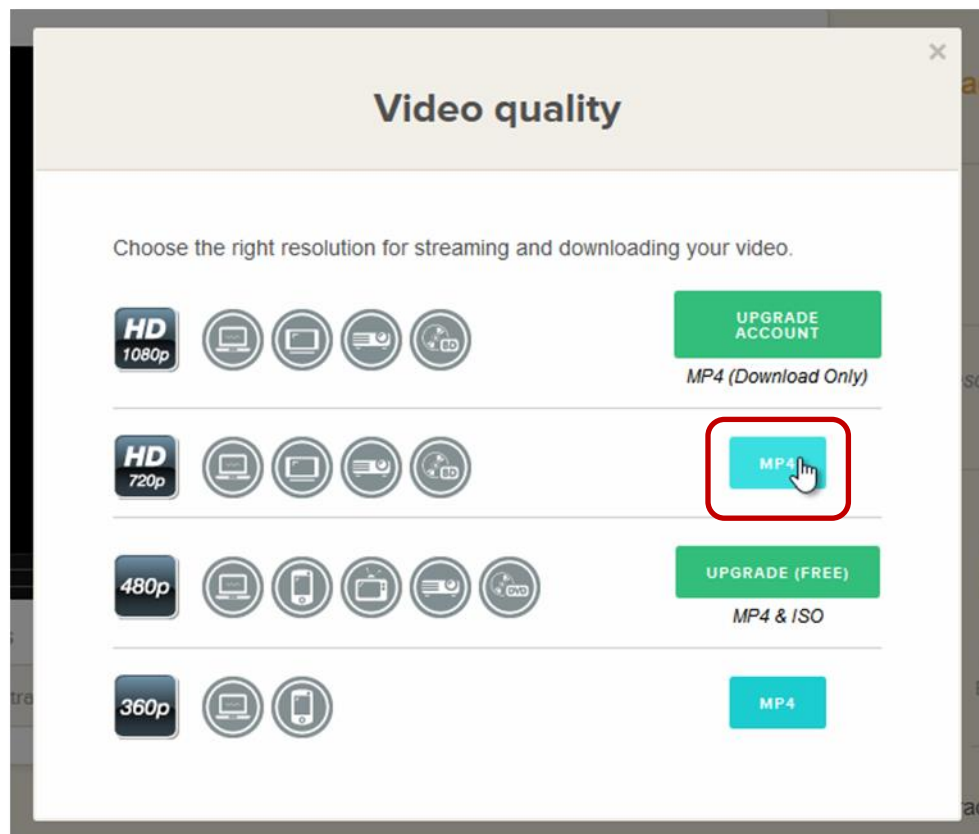 ×
Video quality
Choose the right resolution for streaming and downloading your video.
HD
1080p
BD
UPGRADE
ACCOUNT
MP4 (Download Only)
HD
720p
BD
MP4
480p
DVD
UPGRADE (FREE)
MP4 & ISO
360p
MP4